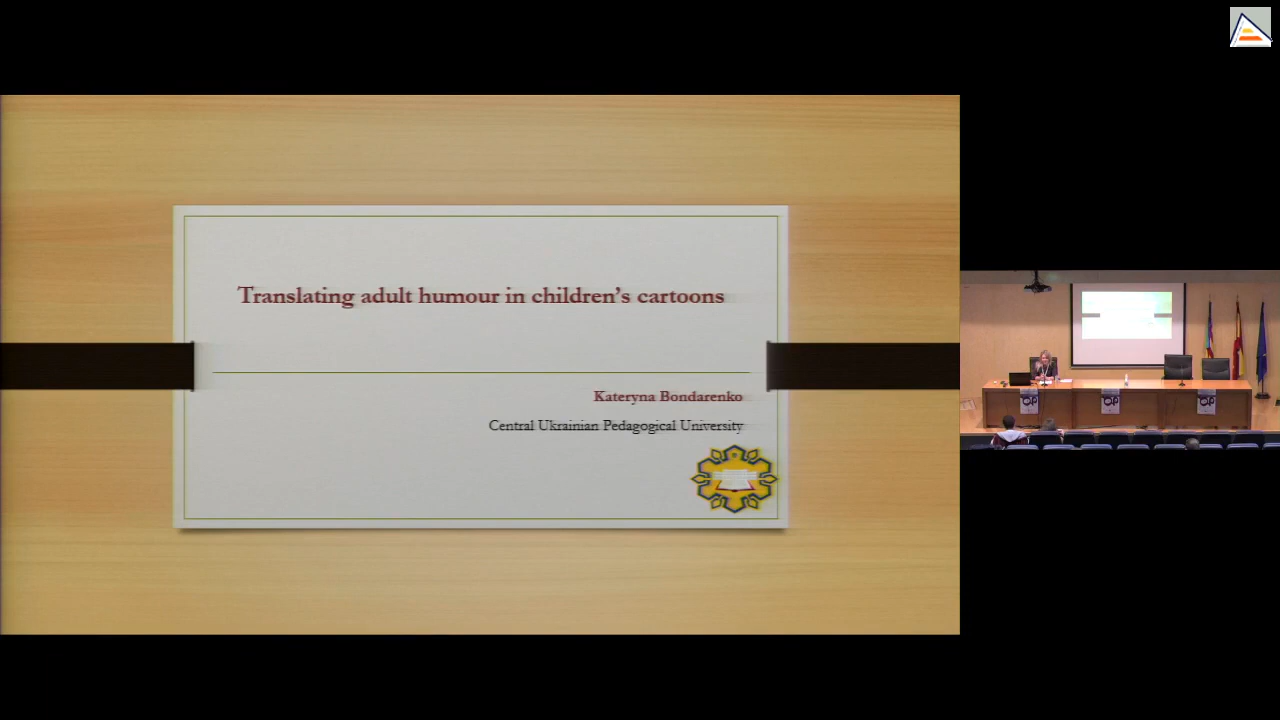 Translating adult humour in children's cartoons
Kateryna Bondarenko
Central Ukrainian Pedagogical University